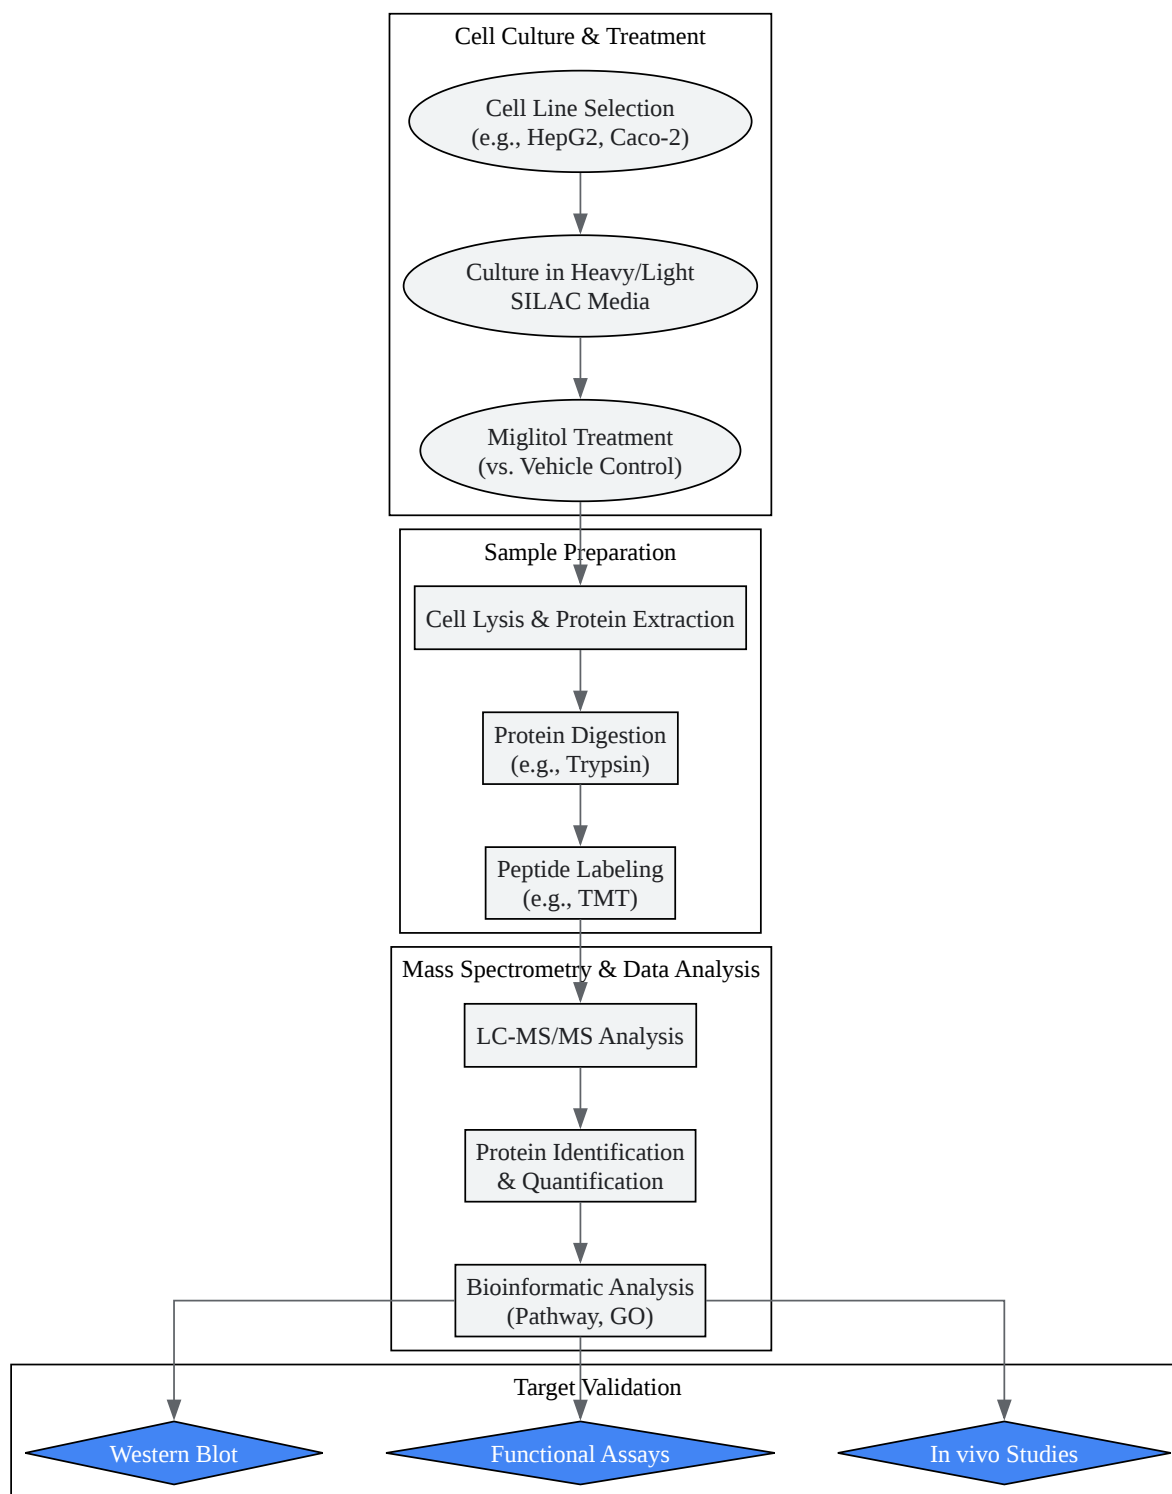 Cell Culture & Treatment
Cell Line Selection
(e.g., HepG2, Caco-2)
Culture in Heavy/Light
SILAC Media
Miglitol Treatment
(vs. Vehicle Control)
Sample Preparation
Cell Lysis & Protein Extraction
Protein Digestion
(e.g., Trypsin)
Peptide Labeling
(e.g., TMT)
Mass Spectrometry & Data Analysis
LC-MS/MS Analysis
Protein Identification
& Quantification
Bioinformatic Analysis
(Pathway, GO)
Target Validation
Western Blot
Functional Assays
In vivo Studies